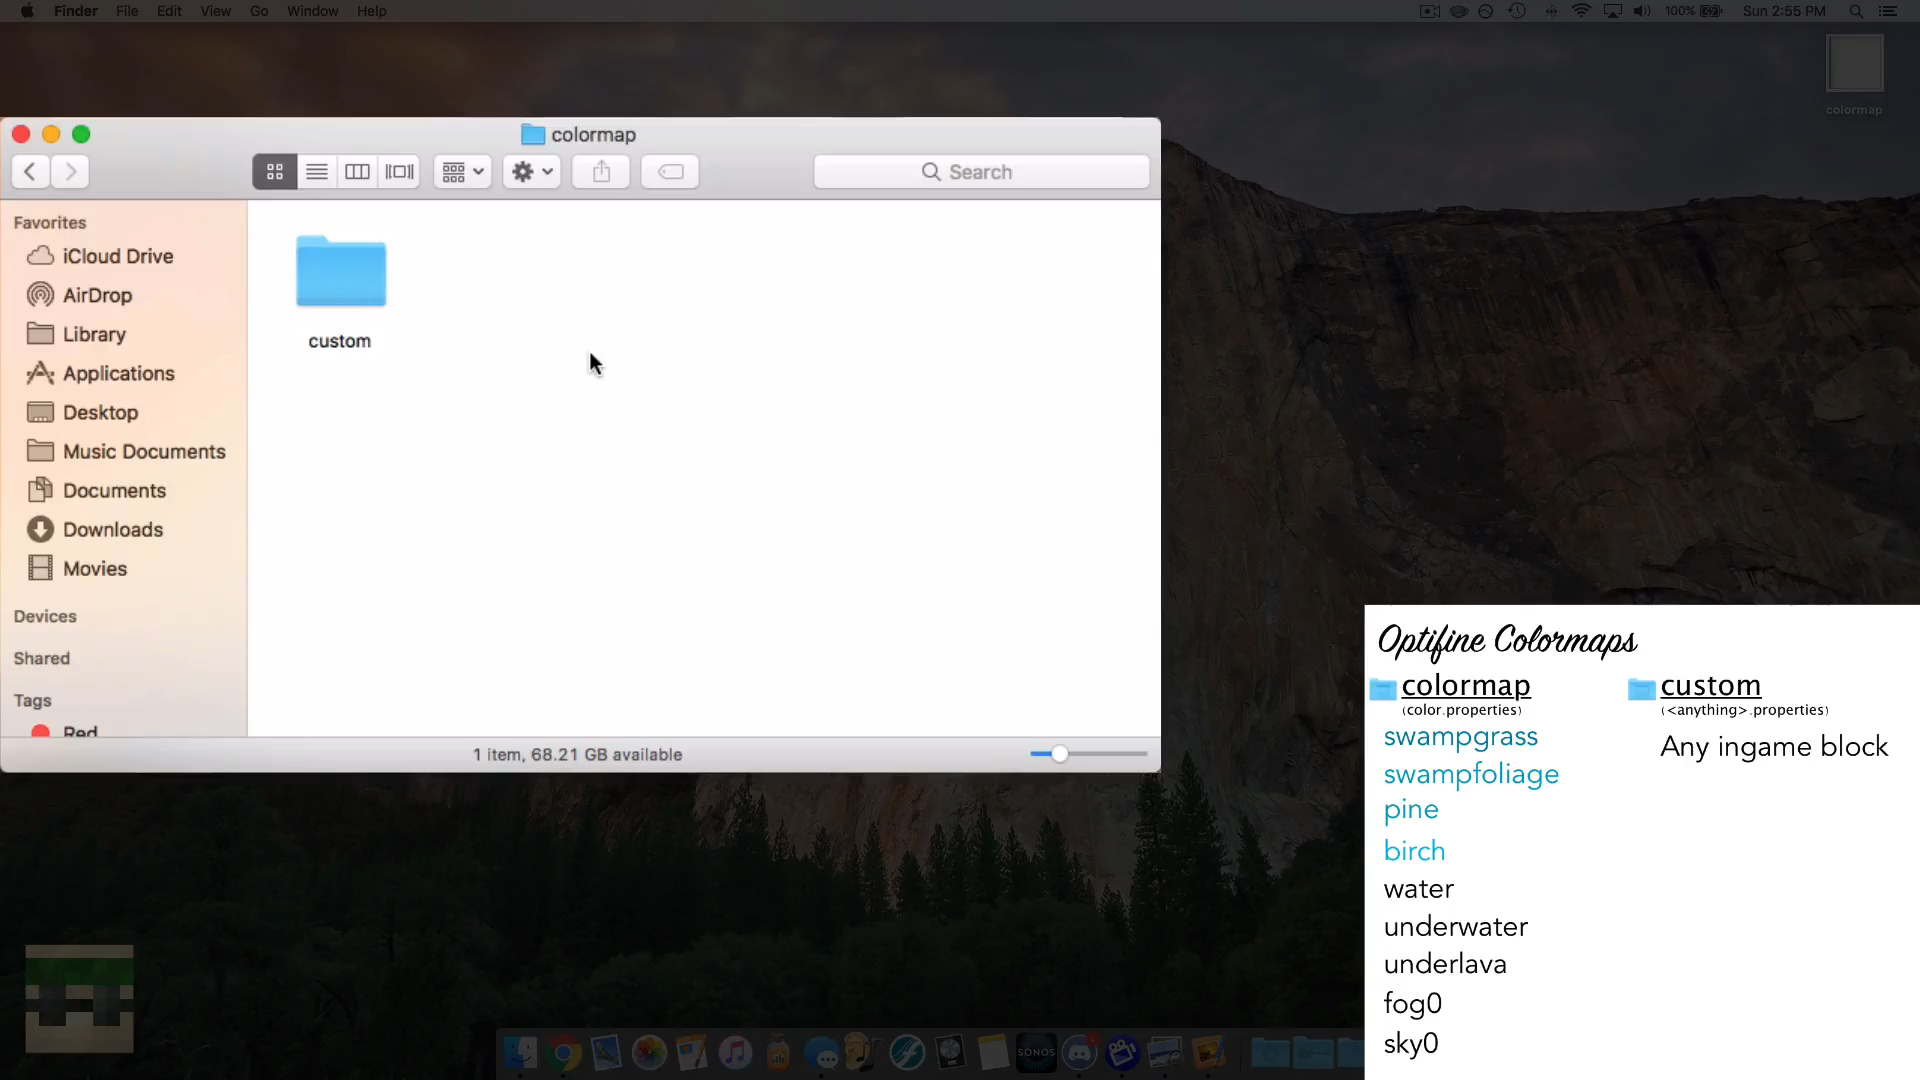 Finder File Edit View Go Window Help
100% Sun 2:55 PM
colormap
colormap
Search
Favorites
iCloud Drive
AirDrop
Library
Applications
Desktop
Music Documents
Documents
Downloads
Movies
Devices
Shared
Tags
Red
custom
1 item, 68.21 GB available
Optifine Colormaps
colormap
(color.properties)
swampgrass
swampfoliage
pine
birch
water
underwater
underlava
fog0
sky0
custom
(<anything>.properties)
Any ingame block
SONOS